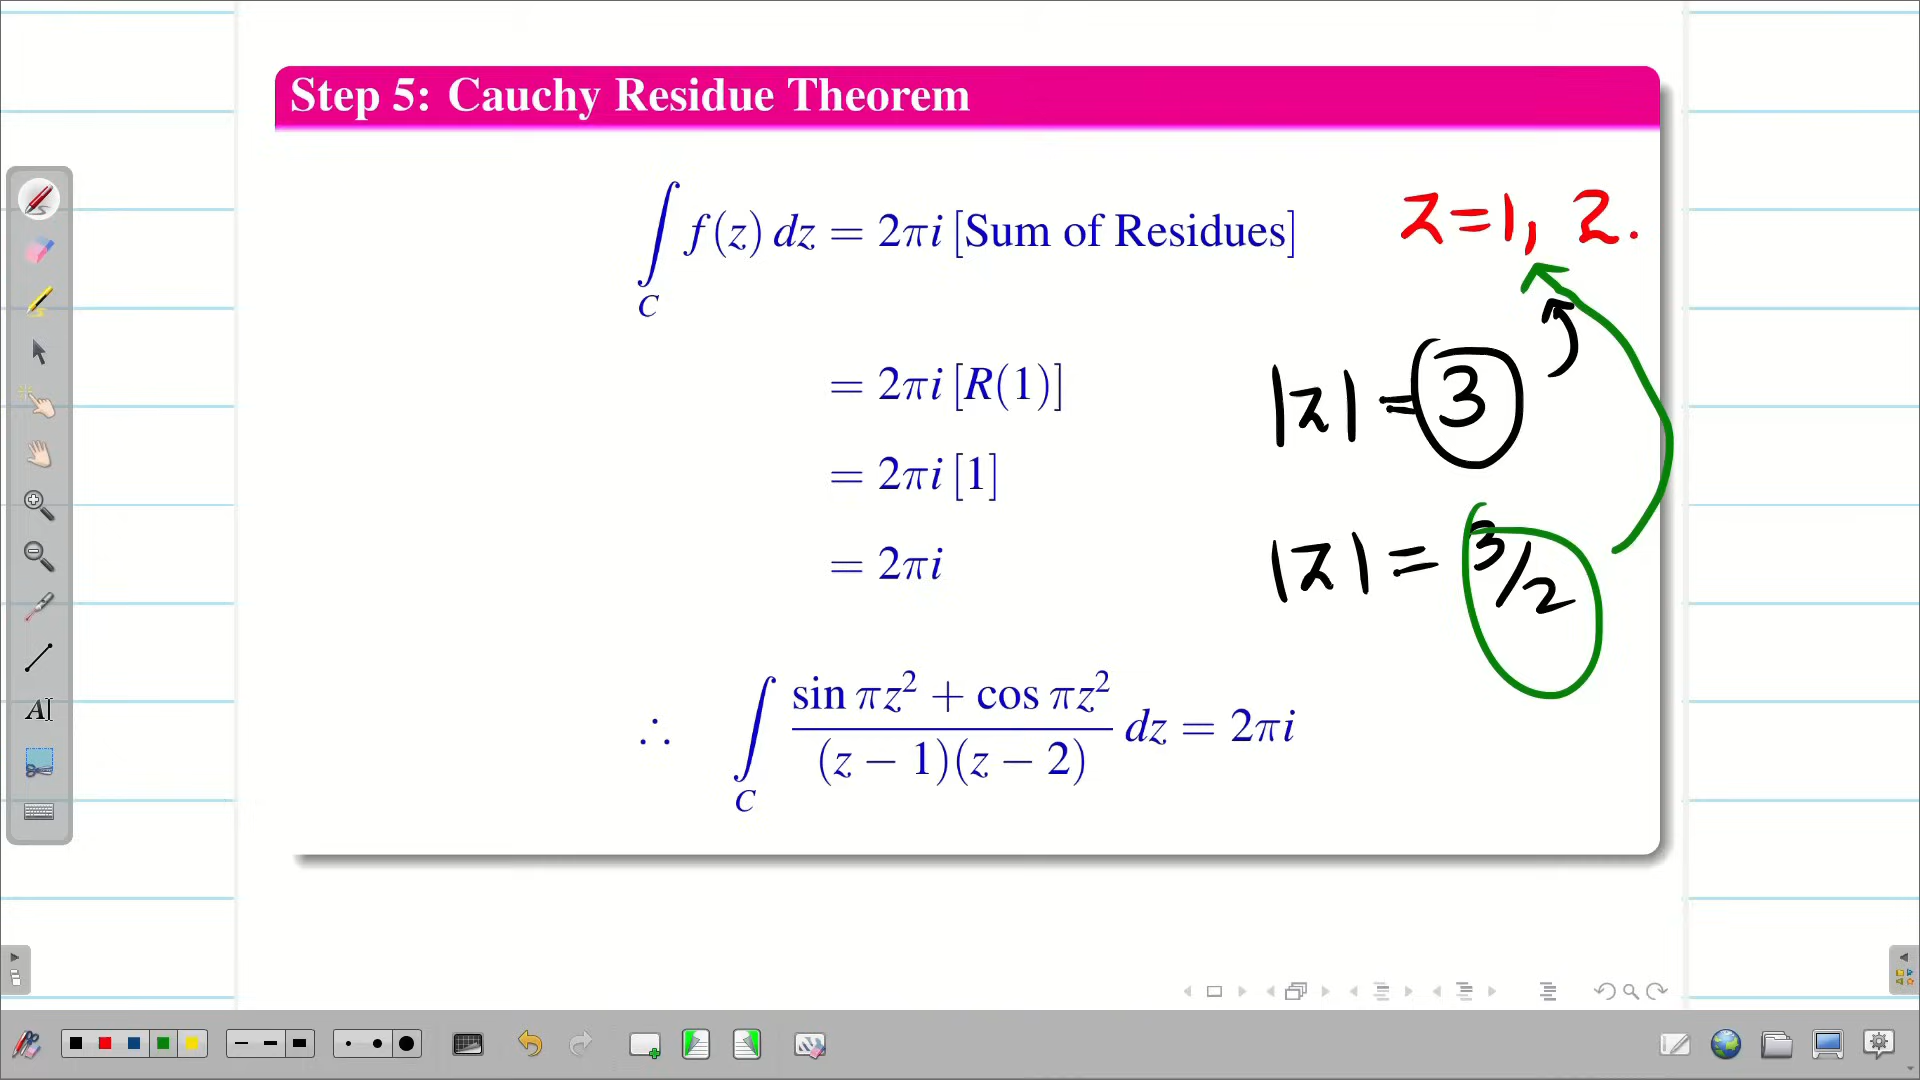 Step 5: Cauchy Residue Theorem
∫_C f(z) dz = 2πi [Sum of Residues]
z=1, 2.
= 2πi [R(1)]
|z| = 3
= 2πi [1]
= 2πi
|z| = 3/2
∴ ∫_C (sin πz² + cos πz²)/((z − 1)(z − 2)) dz = 2πi
A